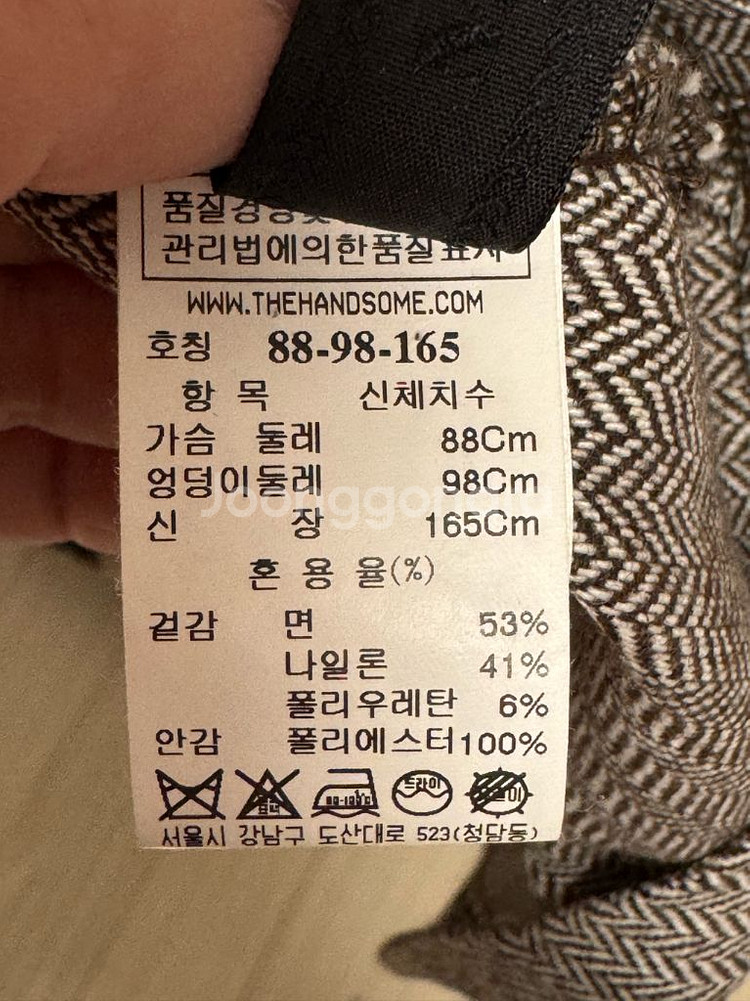 품질경영및
관리법에의한품질표시
WWW.THEHANDSOME.COM
호칭 88-98-165
항 목 신체치수
가슴 둘레 88Cm
엉덩이둘레 98Cm
신 장 165Cm
혼 용 율(%)
겉감 면 53%
나일론 41%
폴리우레탄 6%
안감 폴리에스터100%
드라이
서울시 강남구 도산대로 523(청담동)